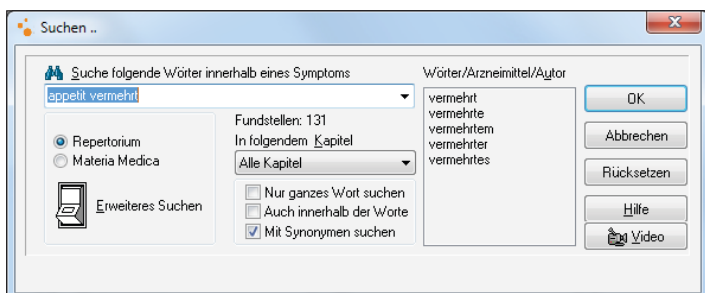 Suchen ..
Suche folgende Wörter innerhalb eines Symptoms
appetit vermehrt
Repertorium
Materia Medica
Erweiteres Suchen
Fundstellen: 131
In folgendem Kapitel
Alle Kapitel
Nur ganzes Wort suchen
Auch innerhalb der Worte
Mit Synonymen suchen
Wörter/Arzneimittel/Autor
vermehrt
vermehrte
vermehrtem
vermehrter
vermehrtes
OK
Abbrechen
Rücksetzen
Hilfe
Video